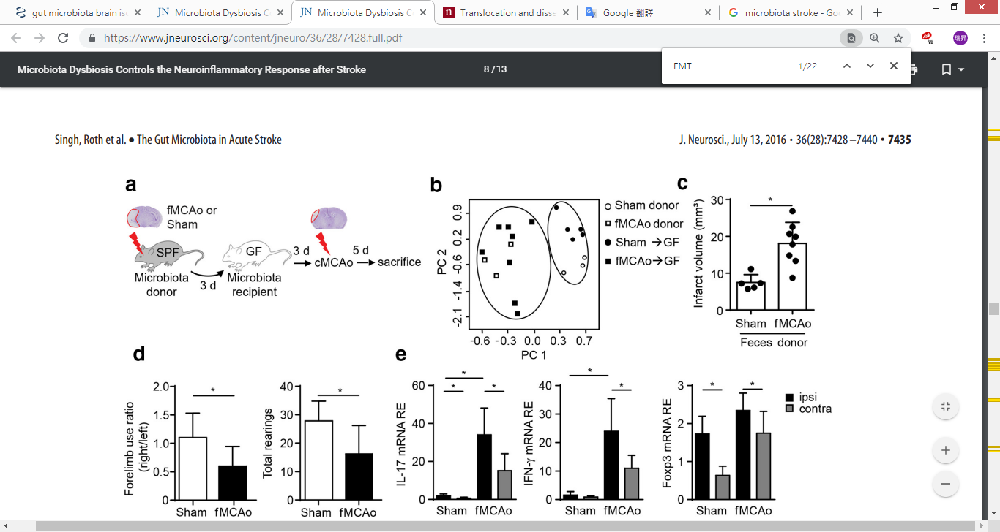 gut microbiota brain is
Microbiota Dysbiosis C
Microbiota Dysbiosis C
Translocation and disse
Google 翻譯
microbiota stroke - Go
https://www.jneurosci.org/content/jneuro/36/28/7428.full.pdf
瑞昇
FMT 1/22
Microbiota Dysbiosis Controls the Neuroinflammatory Response after Stroke 8 / 13
Singh, Roth et al. • The Gut Microbiota in Acute Stroke
J. Neurosci., July 13, 2016 • 36(28):7428–7440 • 7435
a
fMCAo or
Sham
SPF
Microbiota
donor
3 d
GF
Microbiota
recipient
3 d
cMCAo
5 d
sacrifice
b
PC 2
0.9
0.2
-0.6
-1.4
-2.1
-0.6 -0.3 0.0 0.3 0.7
PC 1
Sham donor
fMCAo donor
Sham →GF
fMCAo→GF
c
Infarct volume (mm³)
30
20
10
0
*
Sham fMCAo
Feces donor
d
Forelimb use ratio
(right/left)
2.0
1.5
1.0
0.5
0
*
Sham fMCAo
Total rearings
40
30
20
10
0
*
Sham fMCAo
e
IL-17 mRNA RE
60
40
20
0
*
* *
Sham fMCAo
IFN-γ mRNA RE
40
30
20
10
0
*
*
Sham fMCAo
Foxp3 mRNA RE
3
2
1
0
* *
Sham fMCAo
ipsi
contra